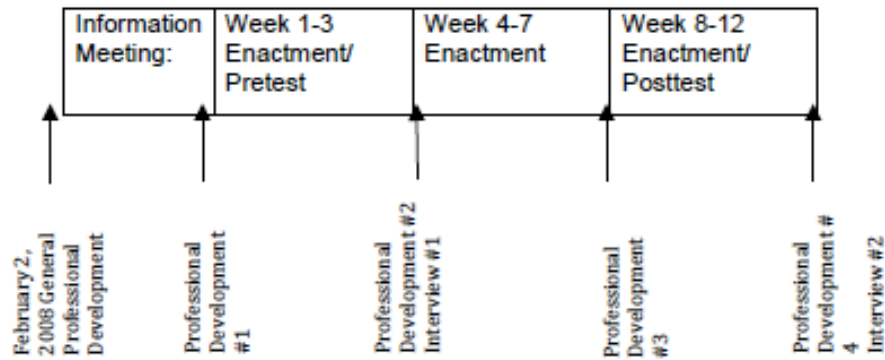 Information
Meeting:
Week 1-3
Enactment/
Pretest
Week 4-7
Enactment
Week 8-12
Enactment/
Posttest
February 2,
2008 General
Professional
Development
Professional
Development
#1
Professional
Development #2
Interview #1
Professional
Development
#3
Professional
Development #
4
Interview #2